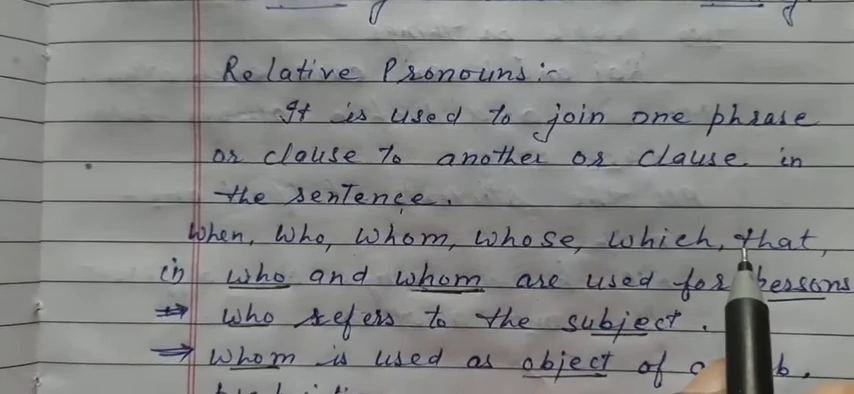 Relative Pronouns :-
It is used to join one phrase
or clause to another or clause in
the sentence.
When, Who, Whom, Whose, Which, that,
(i) who and whom are used for persons
⇒ who refers to the subject.
⇒ Whom is used as object of